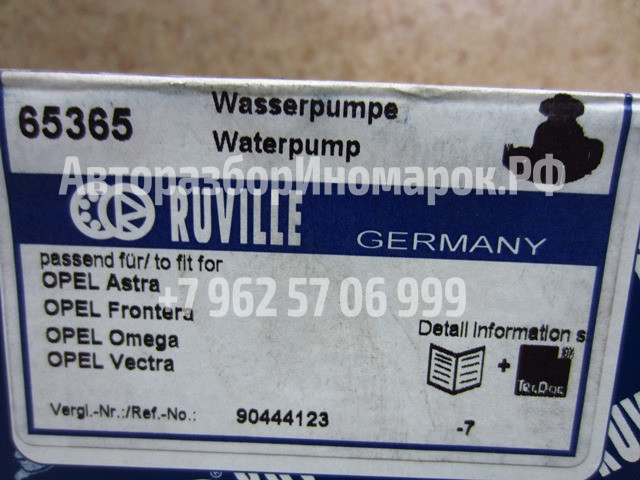 65365
Wasserpumpe
Waterpump
АвторазборИномарок.РФ
RUVILLE
GERMANY
passend für/ to fit for
OPEL Astra
+7 962 57 06 999
OPEL Frontera
OPEL Omega
OPEL Vectra
Detail Information s
+
TecDoc
Vergl.-Nr.:/Ref.-No.: 90444123
-7